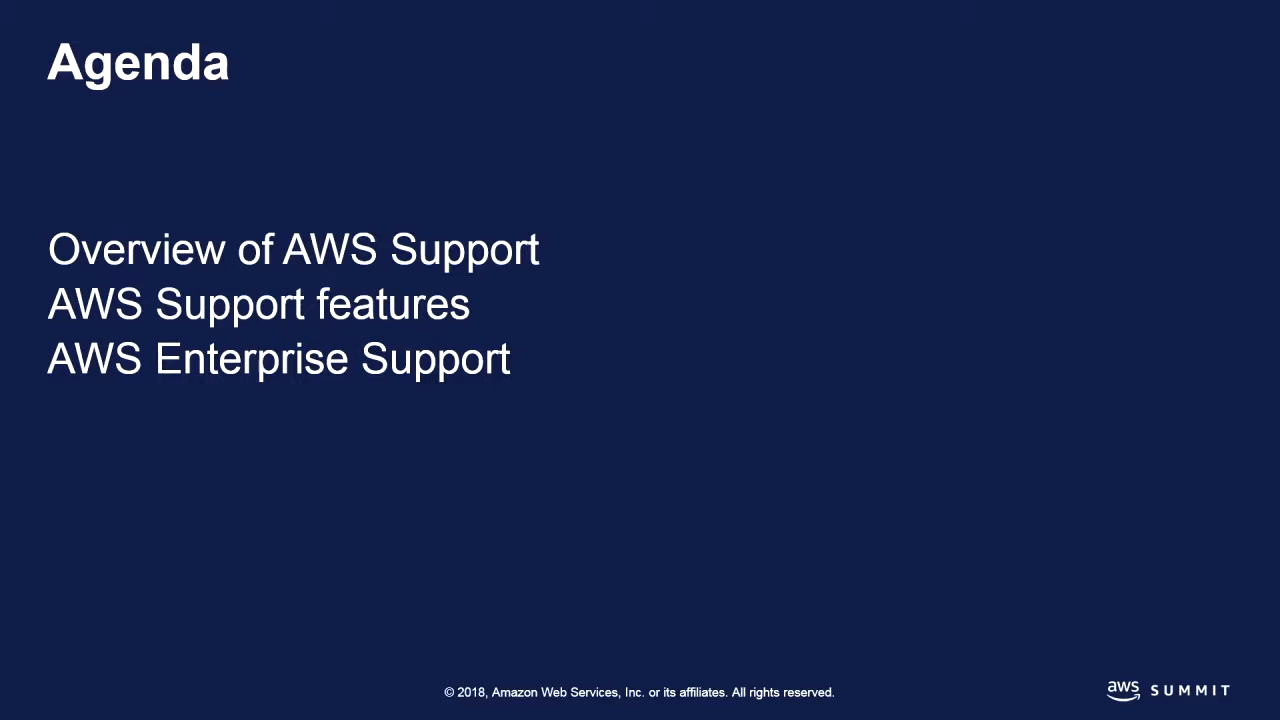 Agenda
Overview of AWS Support
AWS Support features
AWS Enterprise Support
© 2018, Amazon Web Services, Inc. or its affiliates. All rights reserved.
aws SUMMIT